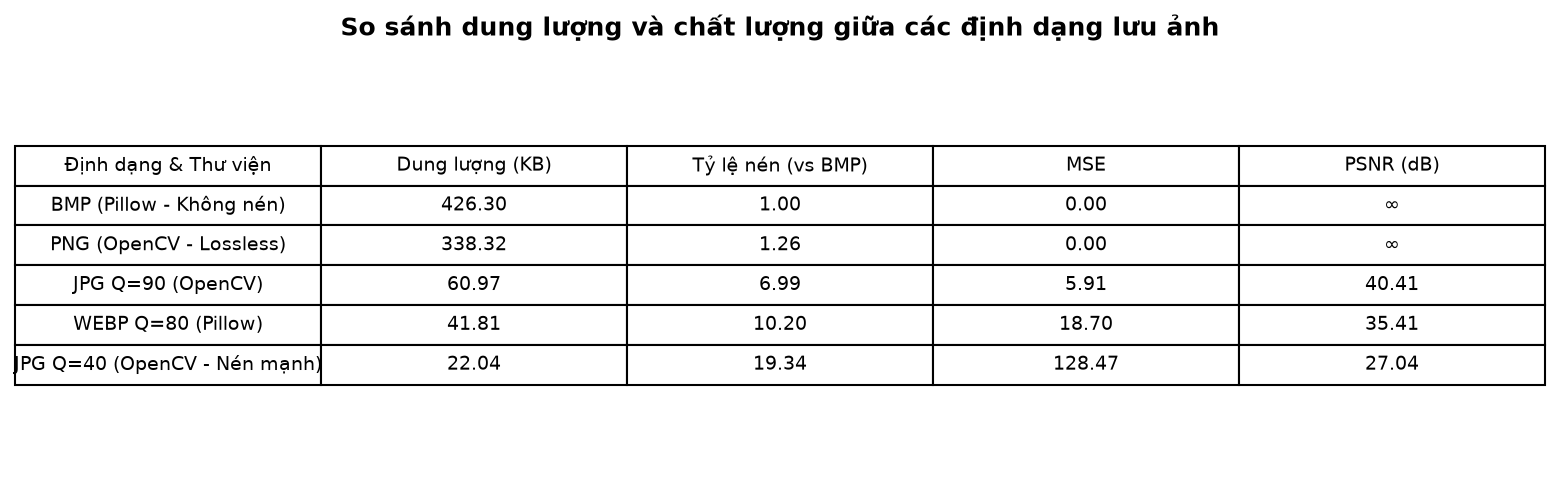 So sánh dung lượng và chất lượng giữa các định dạng lưu ảnh
Định dạng & Thư viện Dung lượng (KB) Tỷ lệ nén (vs BMP) MSE PSNR (dB)
BMP (Pillow - Không nén) 426.30 1.00 0.00 ∞
PNG (OpenCV - Lossless) 338.32 1.26 0.00 ∞
JPG Q=90 (OpenCV) 60.97 6.99 5.91 40.41
WEBP Q=80 (Pillow) 41.81 10.20 18.70 35.41
JPG Q=40 (OpenCV - Nén mạnh) 22.04 19.34 128.47 27.04